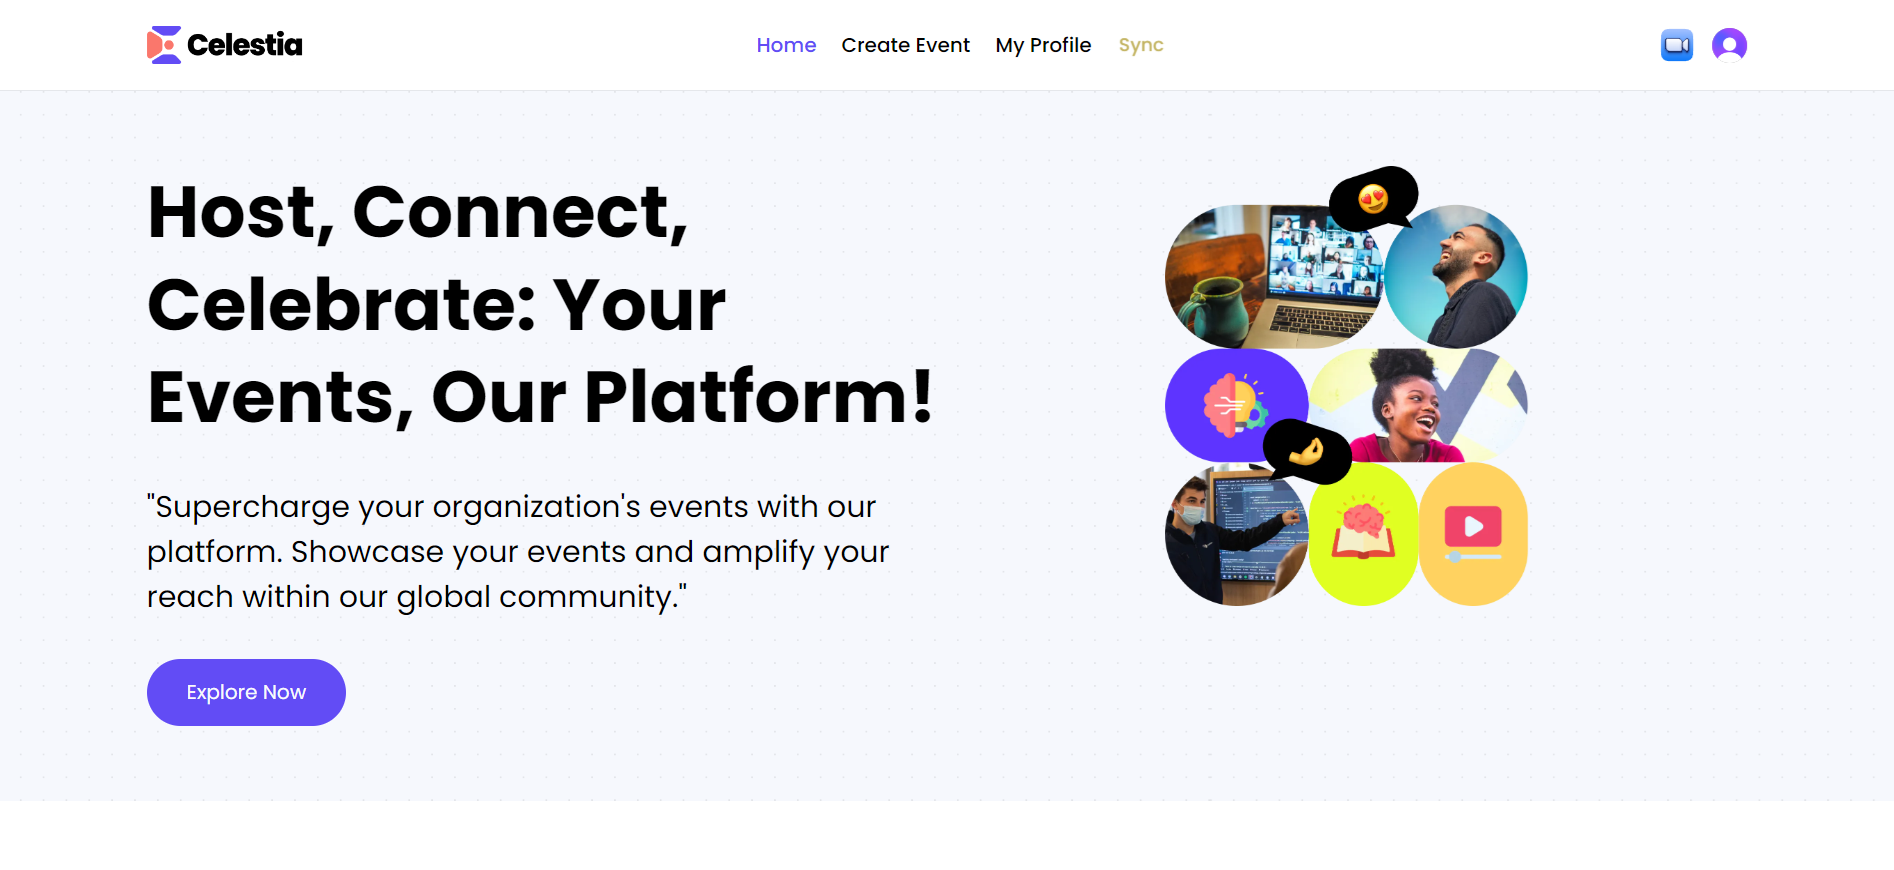 Celestia
Home Create Event My Profile Sync
Host, Connect,
Celebrate: Your
Events, Our Platform!
"Supercharge your organization's events with our
platform. Showcase your events and amplify your
reach within our global community."
Explore Now